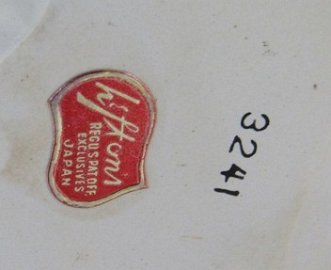 Lefton's
REG U.S. PAT OFF.
EXCLUSIVES
JAPAN
3241